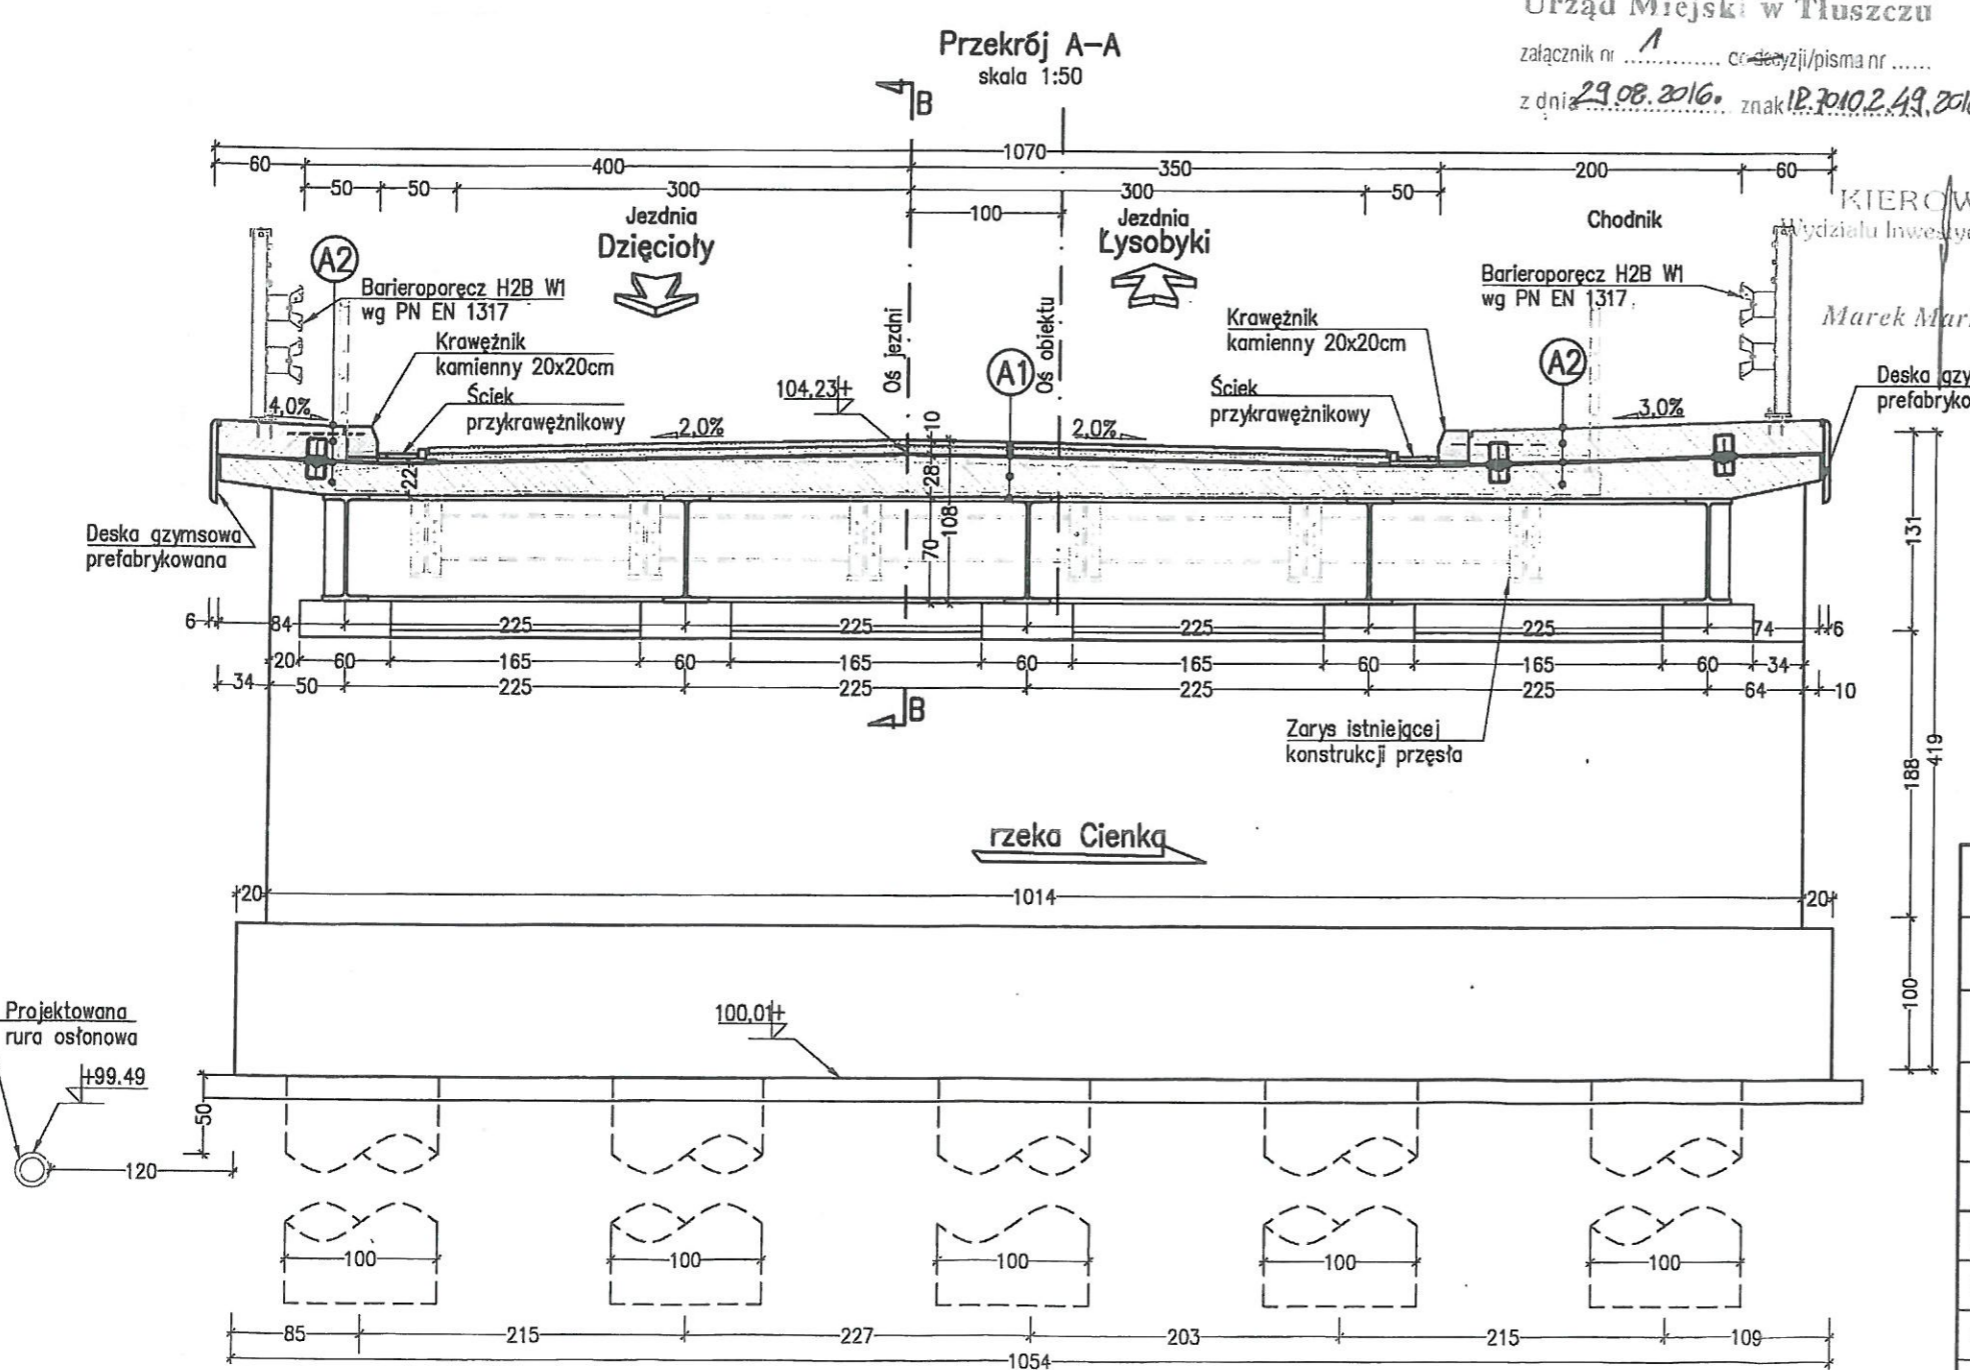 Urząd Miejski w Tłuszczu
załącznik nr 1 do decyzji/pisma nr ......
z dnia 29.08.2016. znak
Przekrój A-A
skala 1:50
B
1070
60 400 350 200 60
50 50 300 300 50
100
Jezdnia
Dzięcioły
Jezdnia
Łysobyki
Chodnik
KIEROW
Wydziału Inwestyc
Marek Mar
A2
Barieroporęcz H2B W1
wg PN EN 1317
Krawężnik
kamienny 20x20cm
Ściek
przykrawężnikowy
Oś jezdni
Oś obiektu
A1
104,23
Krawężnik
kamienny 20x20cm
Ściek
przykrawężnikowy
Barieroporęcz H2B W1
wg PN EN 1317
A2
Deska gzy
prefabryko
4,0% 2,0% 2,0% 3,0%
22
10
28
108
70
Deska gzymsowa
prefabrykowana
6 84 225 225 225 225 74 6
20 60 165 60 165 60 165 60 165 60 34
34 50 225 225 225 225 64 10
B
Zarys istniejącej
konstrukcji przęsła
131
188
419
100
rzeka Cienka
20 1014 20
Projektowana
rura osłonowa
+99.49
100,01
50
120
100 100 100 100 100
85 215 227 203 215 109
1054